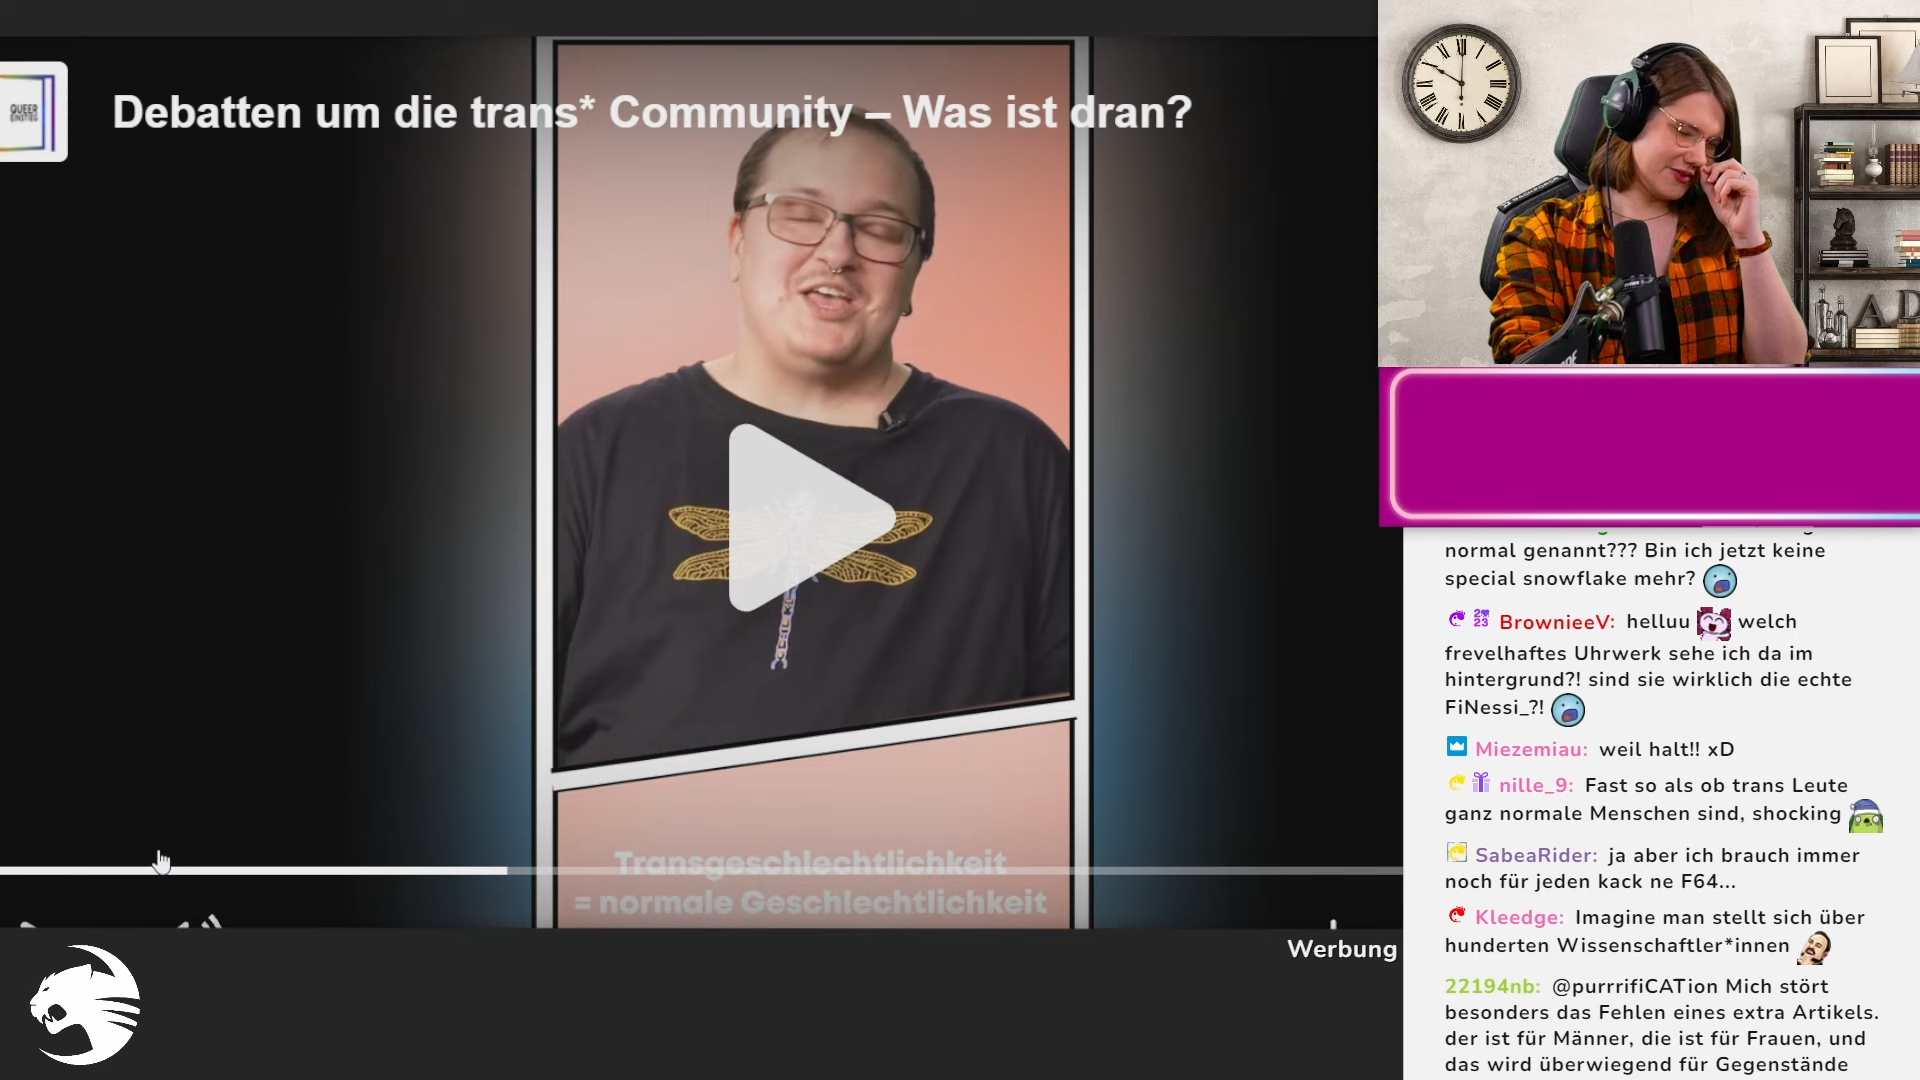 QUEER
EINSTIEG
Debatten um die trans* Community – Was ist dran?
Transgeschlechtlichkeit
= normale Geschlechtlichkeit
Werbung
normal genannt??? Bin ich jetzt keine
special snowflake mehr?
BrownieeV: helluu welch
frevelhaftes Uhrwerk sehe ich da im
hintergrund?! sind sie wirklich die echte
FiNessi_?!
Miezemiau: weil halt!! xD
nille_9: Fast so als ob trans Leute
ganz normale Menschen sind, shocking
SabeaRider: ja aber ich brauch immer
noch für jeden kack ne F64...
Kleedge: Imagine man stellt sich über
hunderten Wissenschaftler*innen
22194nb: @purrrifiCATion Mich stört
besonders das Fehlen eines extra Artikels.
der ist für Männer, die ist für Frauen, und
das wird überwiegend für Gegenstände